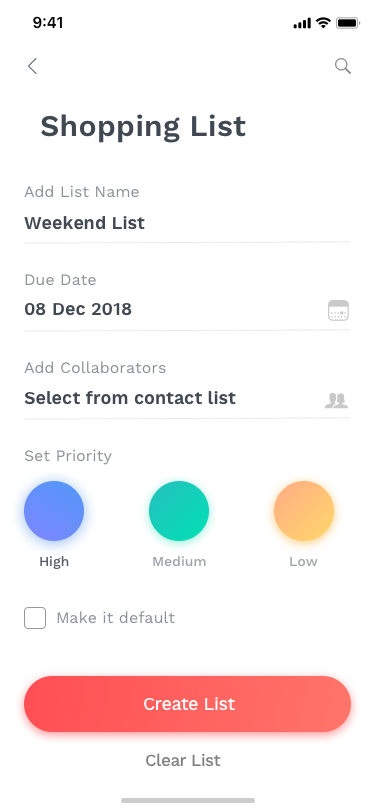 9:41
Shopping List
Add List Name
Weekend List
Due Date
08 Dec 2018
Add Collaborators
Select from contact list
Set Priority
High Medium Low
Make it default
Create List
Clear List